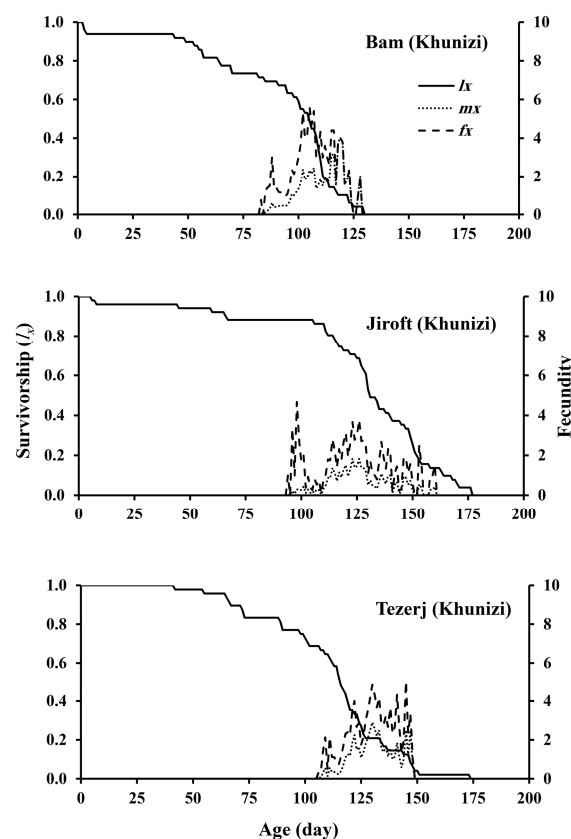 Bam (Khunizi)
lx
mx
fx
1.0 0.8 0.6 0.4 0.2 0.0
10 8 6 4 2 0
0 25 50 75 100 125 150 175 200
Jiroft (Khunizi)
Survivorship (lx)
Fecundity
1.0 0.8 0.6 0.4 0.2 0.0
10 8 6 4 2 0
0 25 50 75 100 125 150 175 200
Tezerj (Khunizi)
1.0 0.8 0.6 0.4 0.2 0.0
10 8 6 4 2 0
0 25 50 75 100 125 150 175 200
Age (day)